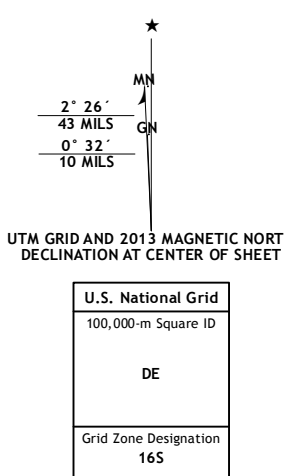 ★
MN
2° 26´
43 MILS
GN
0° 32´
10 MILS
UTM GRID AND 2013 MAGNETIC NORT
DECLINATION AT CENTER OF SHEET
U.S. National Grid
100,000-m Square ID
DE
Grid Zone Designation
16S